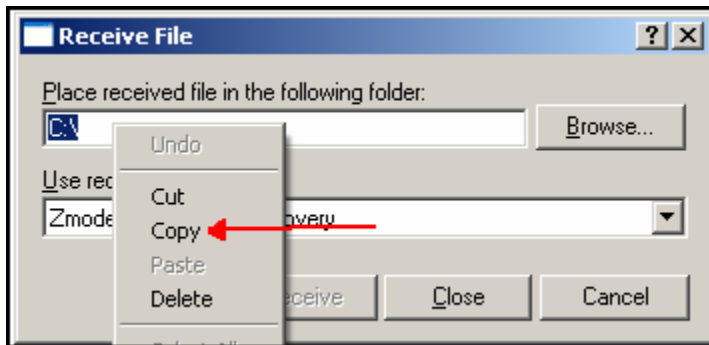 Receive File
Place received file in the following folder:
C:\
Browse...
Undo
Use rec
Cut
Zmode
overy
Copy
Paste
Delete
eceive
Close
Cancel